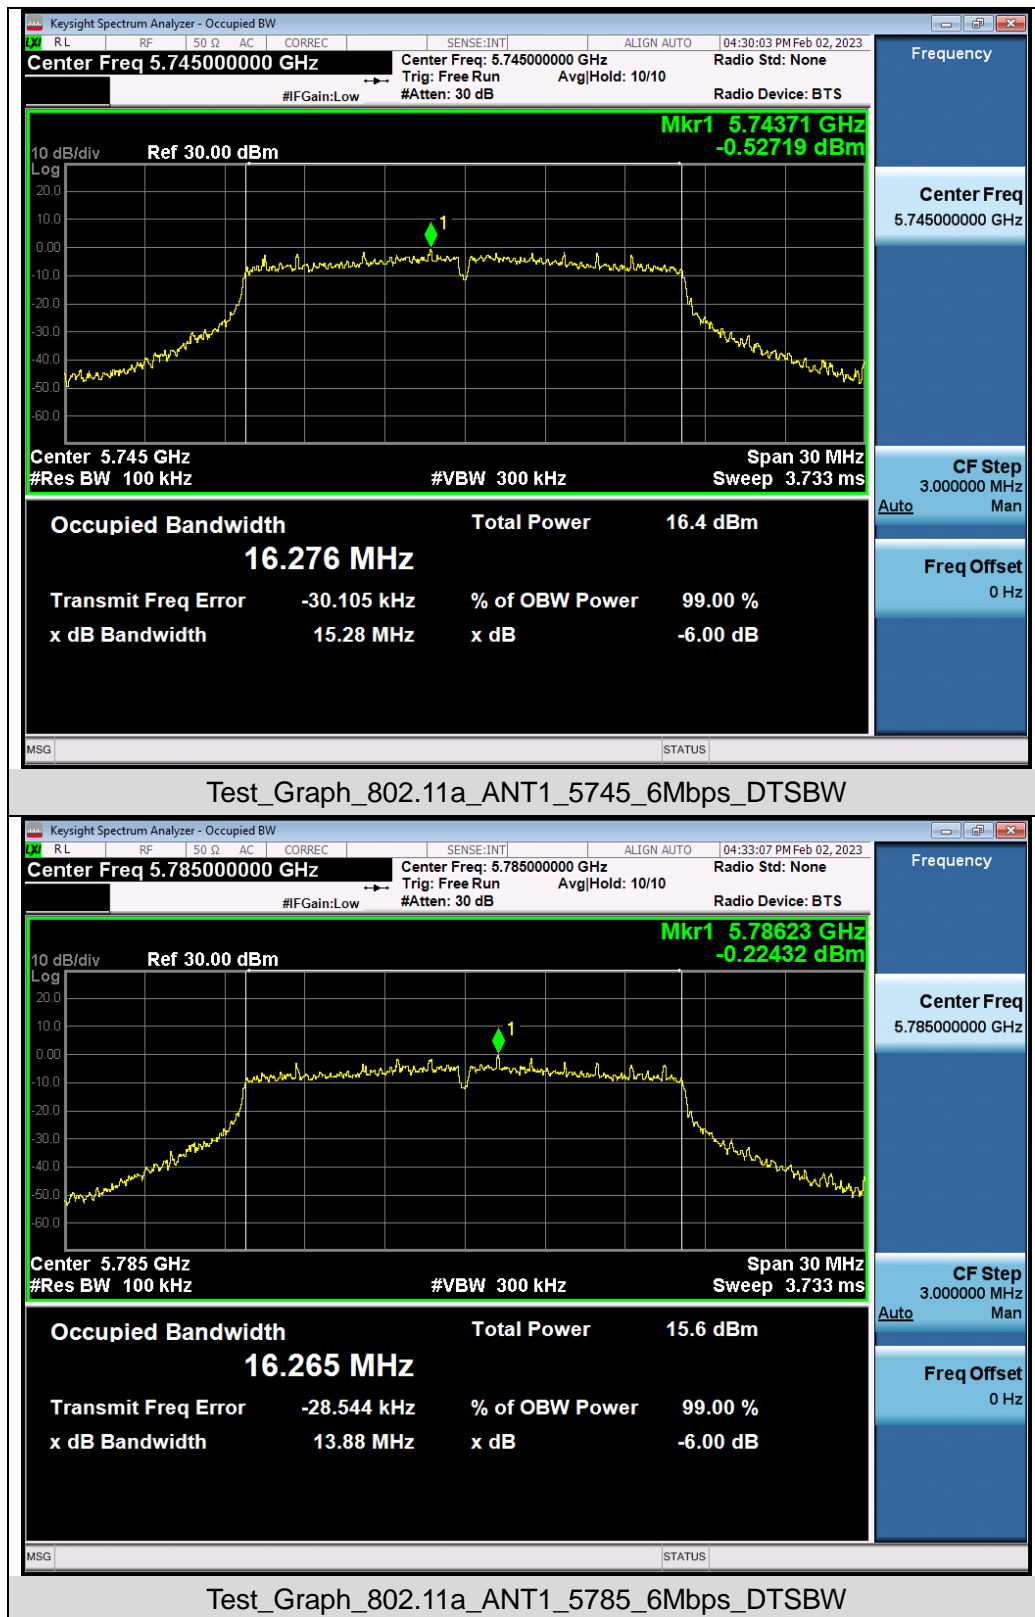 Keysight Spectrum Analyzer - Occupied BW
LXI RL RF 50 Ω AC CORREC SENSE:INT ALIGN AUTO 04:30:03 PM Feb 02, 2023
Center Freq 5.745000000 GHz Center Freq: 5.745000000 GHz Radio Std: None
Trig: Free Run Avg|Hold: 10/10
#IFGain:Low #Atten: 30 dB Radio Device: BTS
Frequency
Mkr1 5.74371 GHz
-0.52719 dBm
10 dB/div Ref 30.00 dBm
Log
20.0
10.0
1
0.00
-10.0
-20.0
-30.0
-40.0
-50.0
-60.0
Center Freq
5.745000000 GHz
Center 5.745 GHz Span 30 MHz
#Res BW 100 kHz #VBW 300 kHz Sweep 3.733 ms
CF Step
3.000000 MHz
Auto Man
Occupied Bandwidth Total Power 16.4 dBm
16.276 MHz
Transmit Freq Error -30.105 kHz % of OBW Power 99.00 %
x dB Bandwidth 15.28 MHz x dB -6.00 dB
Freq Offset
0 Hz
MSG STATUS
Test_Graph_802.11a_ANT1_5745_6Mbps_DTSBW
Keysight Spectrum Analyzer - Occupied BW
LXI RL RF 50 Ω AC CORREC SENSE:INT ALIGN AUTO 04:33:07 PM Feb 02, 2023
Center Freq 5.785000000 GHz Center Freq: 5.785000000 GHz Radio Std: None
Trig: Free Run Avg|Hold: 10/10
#IFGain:Low #Atten: 30 dB Radio Device: BTS
Frequency
Mkr1 5.78623 GHz
-0.22432 dBm
10 dB/div Ref 30.00 dBm
Log
20.0
10.0
1
0.00
-10.0
-20.0
-30.0
-40.0
-50.0
-60.0
Center Freq
5.785000000 GHz
Center 5.785 GHz Span 30 MHz
#Res BW 100 kHz #VBW 300 kHz Sweep 3.733 ms
CF Step
3.000000 MHz
Auto Man
Occupied Bandwidth Total Power 15.6 dBm
16.265 MHz
Transmit Freq Error -28.544 kHz % of OBW Power 99.00 %
x dB Bandwidth 13.88 MHz x dB -6.00 dB
Freq Offset
0 Hz
MSG STATUS
Test_Graph_802.11a_ANT1_5785_6Mbps_DTSBW